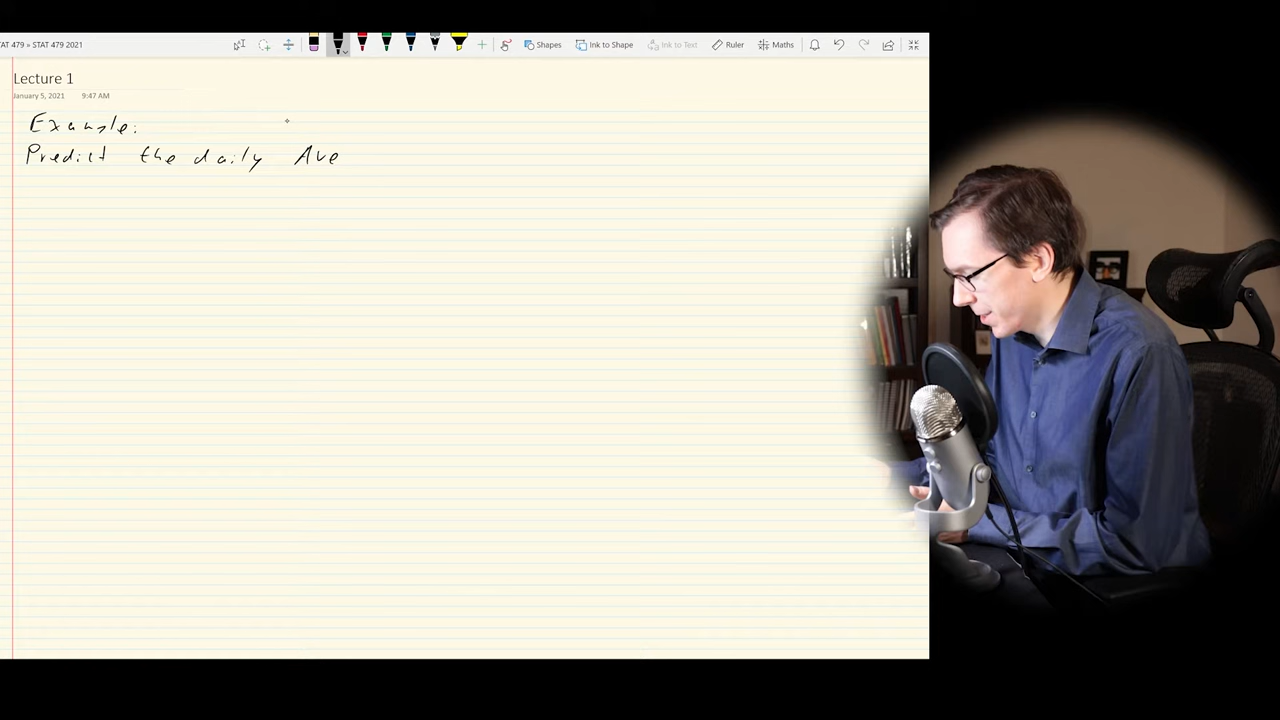 AT 479 » STAT 479 2021
Shapes
Ink to Shape
Ink to Text
Ruler
Maths
Lecture 1
January 5, 2021 9:47 AM
Example:
Predict the daily Ave